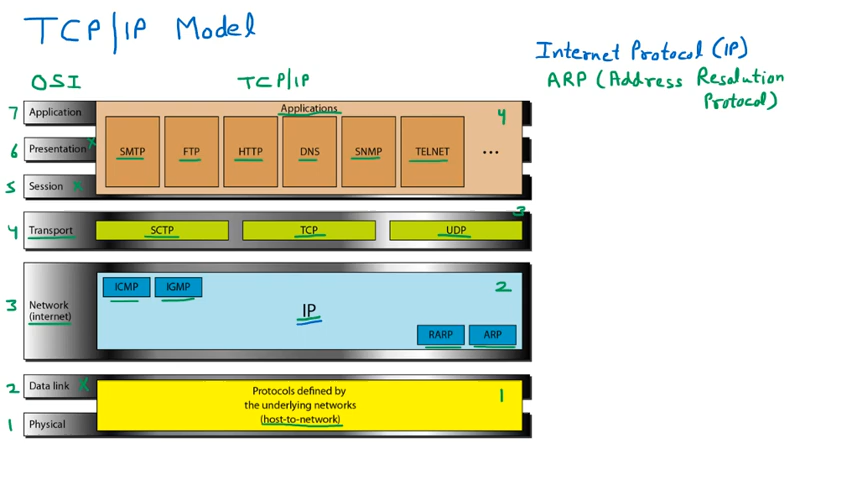 TCP/IP Model
Internet Protocol (IP)
OSI
TCP/IP
ARP (Address Resolution
Protocol)
7 Application
Applications
4
6 Presentation x
SMTP FTP HTTP DNS SNMP TELNET ...
5 Session x
3
4 Transport
SCTP TCP UDP
ICMP IGMP
2
3 Network
(internet)
IP
RARP ARP
2 Data link x
Protocols defined by
the underlying networks
(host-to-network)
1
1 Physical